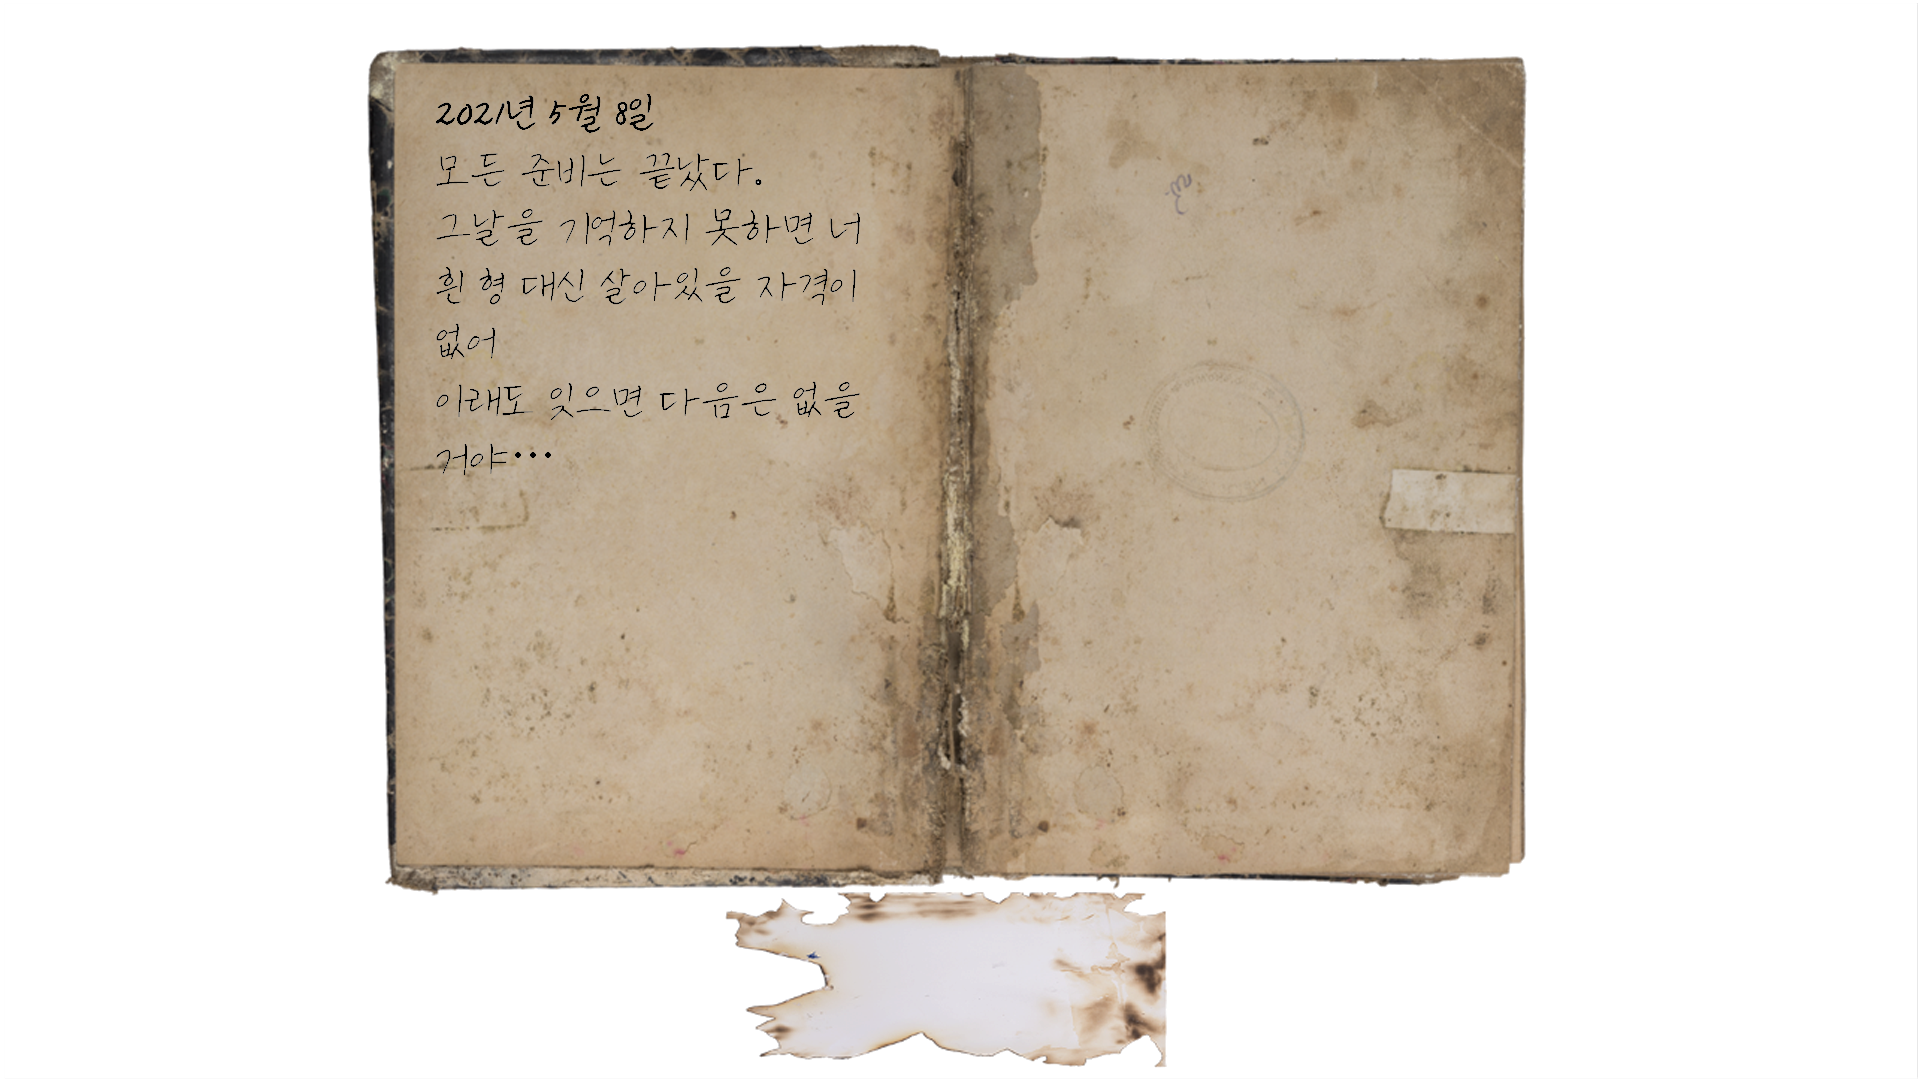 2021년 5월 8일
모든 준비는 끝났다.
그날을 기억하지 못하면 너
흰 형 대신 살아있을 자격이
없어
이래도 잊으면 다음은 없을
거야···